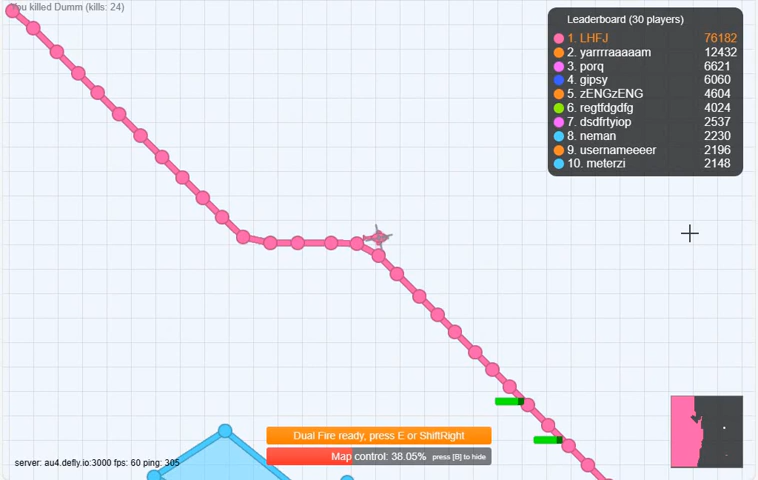 You killed Dumm (kills: 24)
Leaderboard (30 players)
1. LHFJ 76182
2. yarrrraaaaam 12432
3. porq 6621
4. gipsy 6060
5. zENGzENG 4604
6. regtfdgdfg 4024
7. dsdfrtyiop 2537
8. neman 2230
9. usernameeeer 2196
10. meterzi 2148
Dual Fire ready, press E or ShiftRight
Map control: 38.05% press [B] to hide
server: au4.defly.io:3000 fps: 60 ping: 305